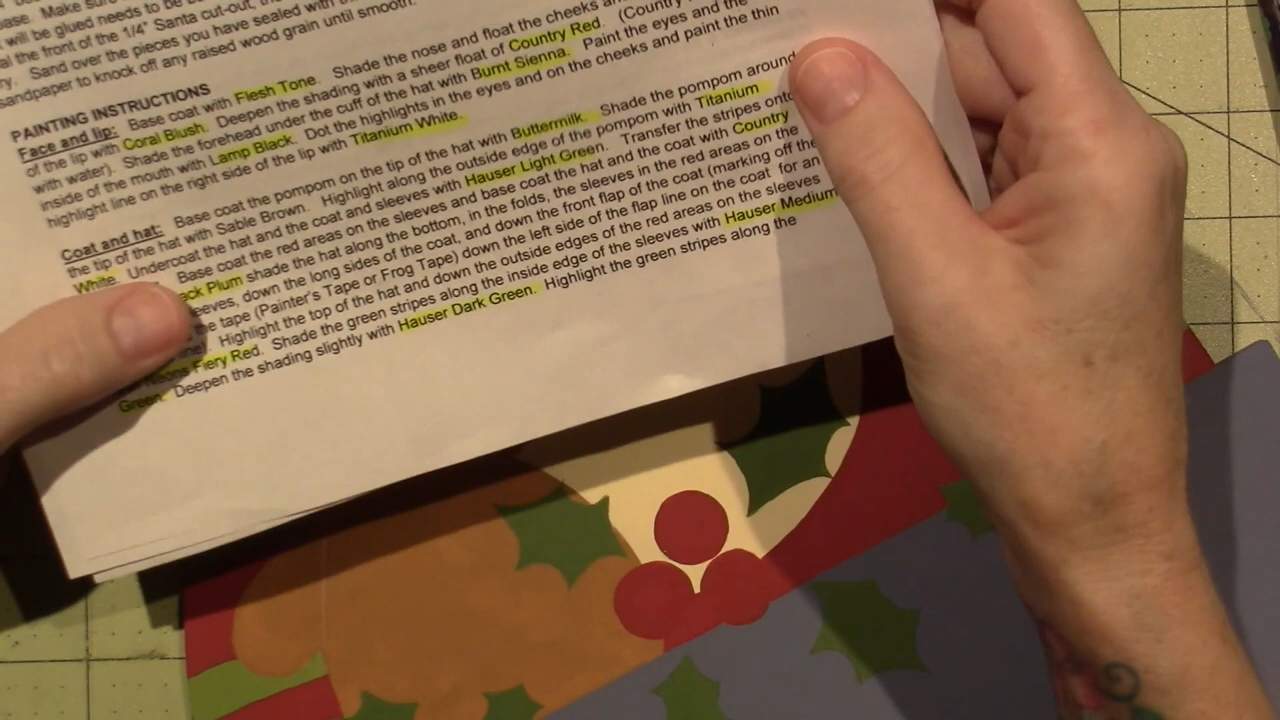 ase. Make sure
will be glued needs to be
al the front of the 1/4" Santa cut-out,
ry. Sand over the pieces you have sealed with
sandpaper to knock off any raised wood grain until smooth.
PAINTING INSTRUCTIONS
Face and lip: Base coat with Flesh Tone. Shade the nose and float the cheeks
of the lip with Coral Blush. Deepen the shading with a sheer float of Country Red. (Country
with water). Shade the forehead under the cuff of the hat with Burnt Sienna. Paint the eyes and the
inside of the mouth with Lamp Black. Dot the highlights in the eyes and on the cheeks and paint the thin
highlight line on the right side of the lip with Titanium White.
Coat and hat: Base coat the pompom on the tip of the hat with Buttermilk. Shade the pompom around
the tip of the hat with Sable Brown. Highlight along the outside edge of the pompom with Titanium
White. Undercoat the hat and the coat and sleeves with Hauser Light Green. Transfer the stripes onto
Base coat the red areas on the sleeves and base coat the hat and the coat with Country
ack Plum shade the hat along the bottom, in the folds, the sleeves in the red areas on the
eeves, down the long sides of the coat, and down the front flap of the coat (marking off the
the tape (Painter's Tape or Frog Tape) down the left side of the flap line on the coat for an
line). Highlight the top of the hat and down the outside edges of the red areas on the sleeves
Fiery Red. Shade the green stripes along the inside edge of the sleeves with Hauser Medium
Green. Deepen the shading slightly with Hauser Dark Green. Highlight the green stripes along the